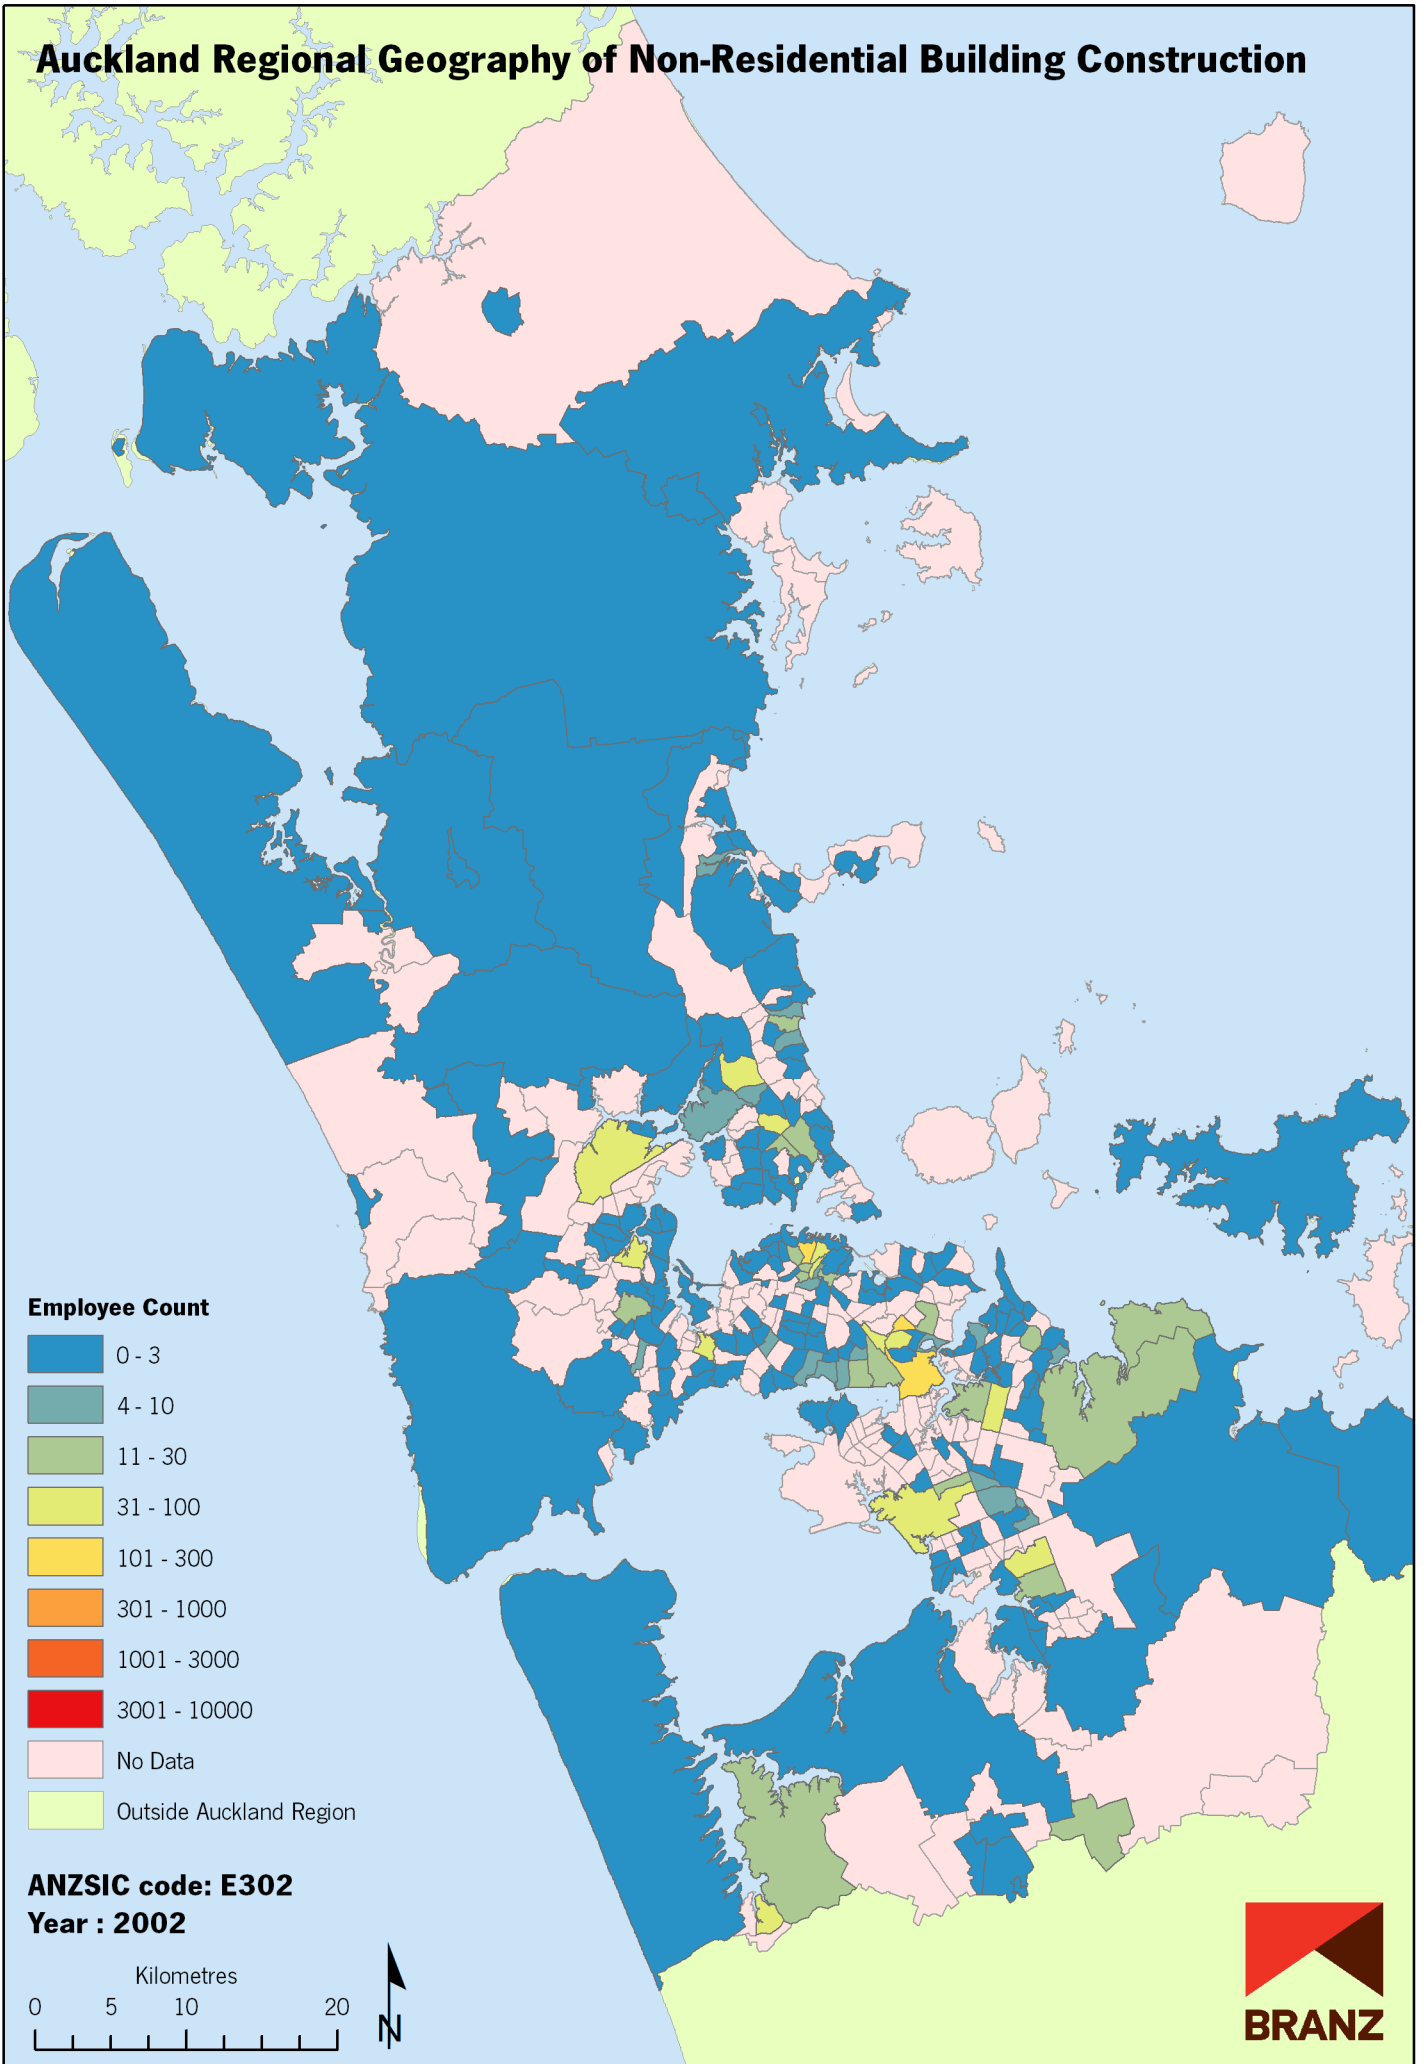 Auckland Regional Geography of Non-Residential Building Construction
Employee Count
0 - 3
4 - 10
11 - 30
31 - 100
101 - 300
301 - 1000
1001 - 3000
3001 - 10000
No Data
Outside Auckland Region
ANZSIC code: E302
Year : 2002
Kilometres
0 5 10 20
N
BRANZ